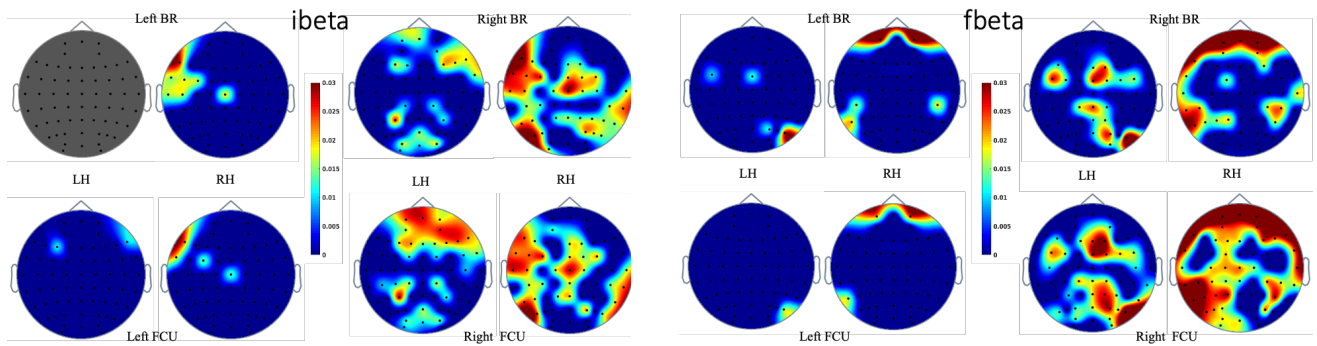 Left BR ibeta Right BR Left BR fbeta Right BR
0.03 0.03
0.025 0.025
0.02 0.02
0.015 0.015
0.01 0.01
0.005 0.005
0 0
LH RH LH RH LH RH LH RH
Left FCU Right FCU Left FCU Right FCU